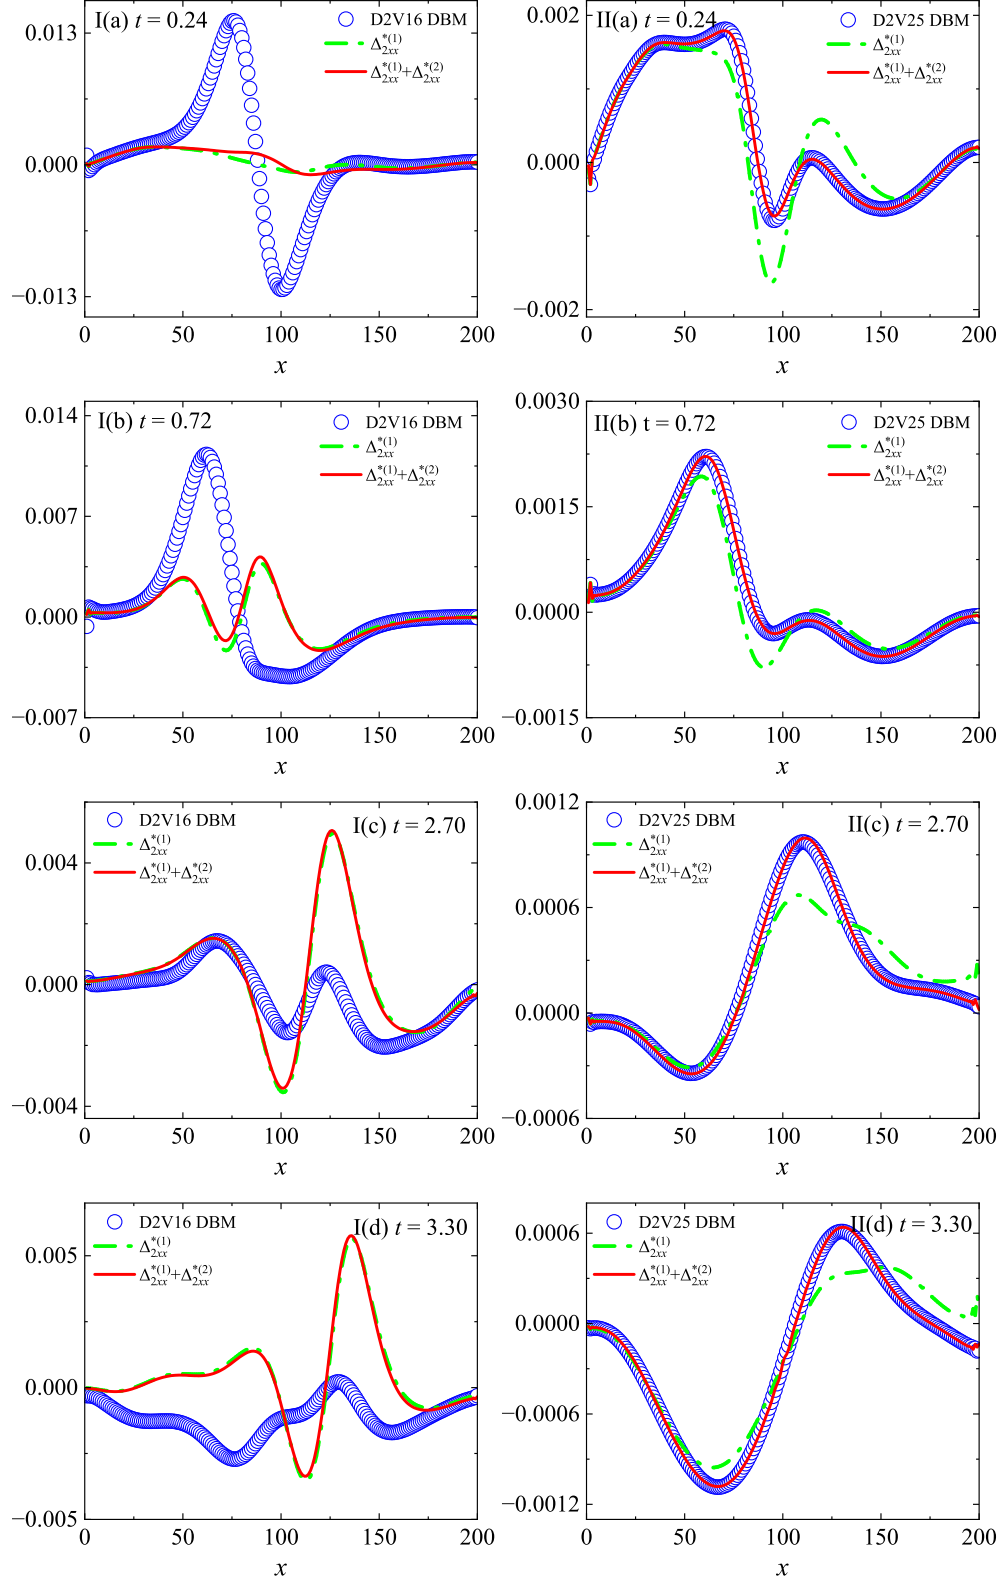 I(a) t = 0.24
D2V16 DBM
Δ*(1)2xx
Δ*(1)2xx+Δ*(2)2xx
0.013
0.000
−0.013
0 50 100 150 200
x
II(a) t = 0.24
D2V25 DBM
Δ*(1)2xx
Δ*(1)2xx+Δ*(2)2xx
0.002
0.000
−0.002
0 50 100 150 200
x
I(b) t = 0.72
D2V16 DBM
Δ*(1)2xx
Δ*(1)2xx+Δ*(2)2xx
0.014
0.007
0.000
−0.007
0 50 100 150 200
x
II(b) t = 0.72
D2V25 DBM
Δ*(1)2xx
Δ*(1)2xx+Δ*(2)2xx
0.0030
0.0015
0.0000
−0.0015
0 50 100 150 200
x
I(c) t = 2.70
D2V16 DBM
Δ*(1)2xx
Δ*(1)2xx+Δ*(2)2xx
0.004
0.000
−0.004
0 50 100 150 200
x
II(c) t = 2.70
D2V25 DBM
Δ*(1)2xx
Δ*(1)2xx+Δ*(2)2xx
0.0012
0.0006
0.0000
−0.0006
0 50 100 150 200
x
I(d) t = 3.30
D2V16 DBM
Δ*(1)2xx
Δ*(1)2xx+Δ*(2)2xx
0.005
0.000
−0.005
0 50 100 150 200
x
II(d) t = 3.30
D2V25 DBM
Δ*(1)2xx
Δ*(1)2xx+Δ*(2)2xx
0.0006
0.0000
−0.0006
−0.0012
0 50 100 150 200
x